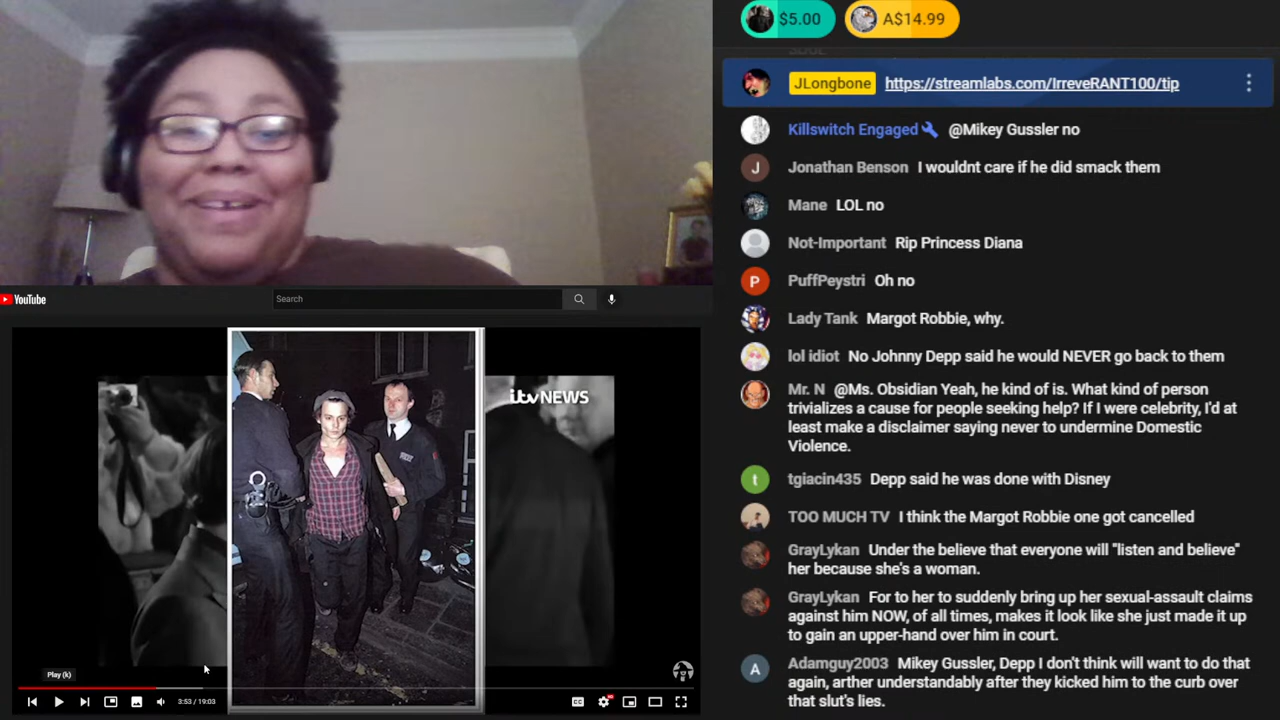 $5.00
A$14.99
JLongbone https://streamlabs.com/IrreveRANT100/tip
Killswitch Engaged @Mikey Gussler no
J Jonathan Benson I wouldnt care if he did smack them
Mane LOL no
Not-Important Rip Princess Diana
P PuffPeystri Oh no
Lady Tank Margot Robbie, why.
lol idiot No Johnny Depp said he would NEVER go back to them
Mr. N @Ms. Obsidian Yeah, he kind of is. What kind of person
trivializes a cause for people seeking help? If I were celebrity, I'd at
least make a disclaimer saying never to undermine Domestic
Violence.
t tgiacin435 Depp said he was done with Disney
TOO MUCH TV I think the Margot Robbie one got cancelled
GrayLykan Under the believe that everyone will "listen and believe"
her because she's a woman.
GrayLykan For to her to suddenly bring up her sexual-assault claims
against him NOW, of all times, makes it look like she just made it up
to gain an upper-hand over him in court.
A Adamguy2003 Mikey Gussler, Depp I don't think will want to do that
again, arther understandably after they kicked him to the curb over
that slut's lies.
YouTube
Search
itv NEWS
Play (k)
3:53 / 19:03
CC
HD